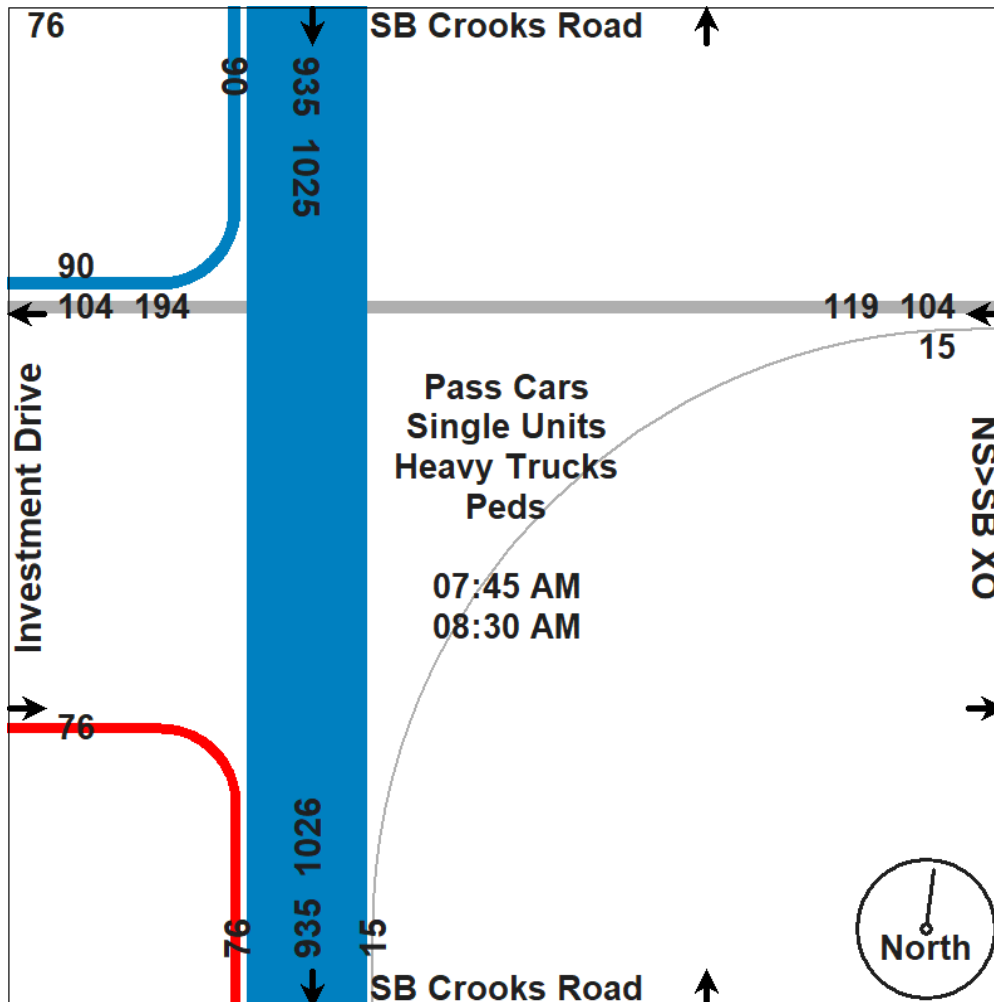 76
SB Crooks Road
90
935 1025
90
104 194
119 104
15
Investment Drive
Pass Cars
Single Units
Heavy Trucks
Peds
07:45 AM
08:30 AM
NS>SB XO
76
76
935 1026
15
North
SB Crooks Road